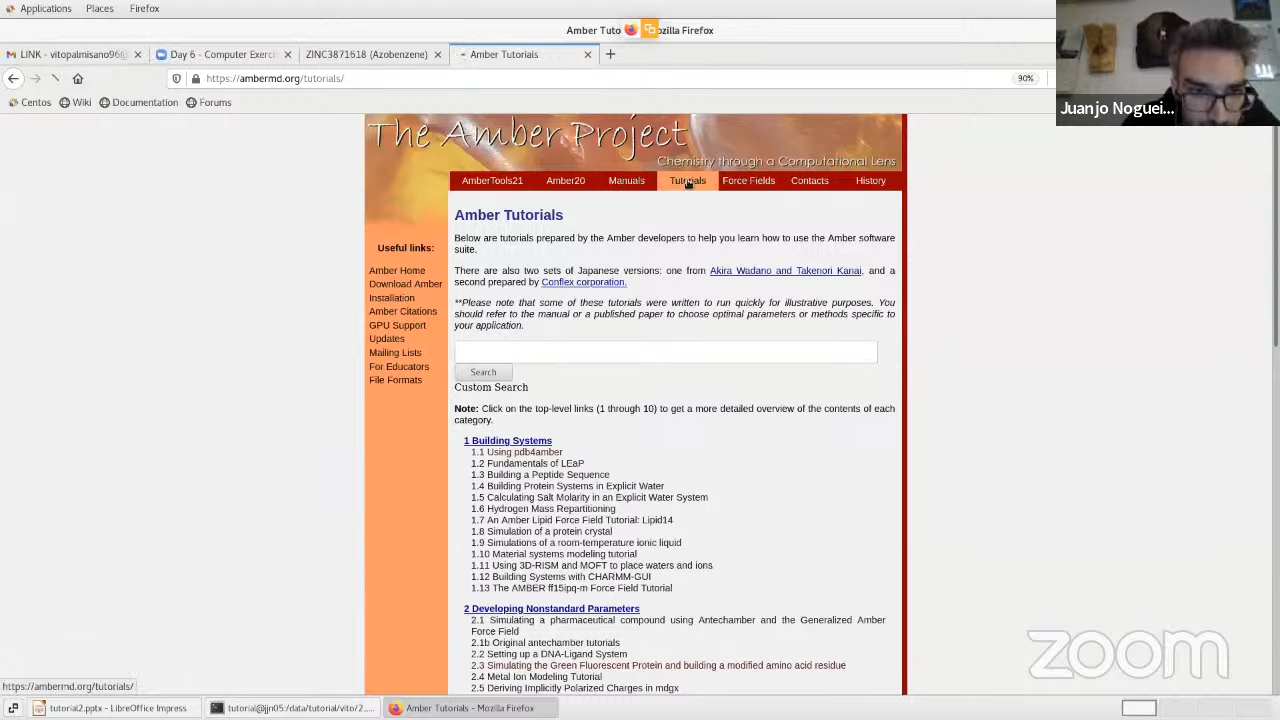 Applications Places Firefox
Amber Tuto ozilla Firefox
LINK - vitopalmisano96@ Day 6 - Computer Exerci ZINC3871518 (Azobenzene) Amber Tutorials
https://ambermd.org/tutorials/ 90%
Centos Wiki Documentation Forums
Juanjo Noguei...
The Amber Project
Chemistry through a Computational Lens
AmberTools21 Amber20 Manuals Tutorials Force Fields Contacts History
Useful links:
Amber Home
Download Amber
Installation
Amber Citations
GPU Support
Updates
Mailing Lists
For Educators
File Formats
Amber Tutorials
Below are tutorials prepared by the Amber developers to help you learn how to use the Amber software
suite.
There are also two sets of Japanese versions: one from Akira Wadano and Takenori Kanai, and a
second prepared by Conflex corporation.
**Please note that some of these tutorials were written to run quickly for illustrative purposes. You
should refer to the manual or a published paper to choose optimal parameters or methods specific to
your application.
Search
Custom Search
Note: Click on the top-level links (1 through 10) to get a more detailed overview of the contents of each
category.
1 Building Systems
1.1 Using pdb4amber
1.2 Fundamentals of LEaP
1.3 Building a Peptide Sequence
1.4 Building Protein Systems in Explicit Water
1.5 Calculating Salt Molarity in an Explicit Water System
1.6 Hydrogen Mass Repartitioning
1.7 An Amber Lipid Force Field Tutorial: Lipid14
1.8 Simulation of a protein crystal
1.9 Simulations of a room-temperature ionic liquid
1.10 Material systems modeling tutorial
1.11 Using 3D-RISM and MOFT to place waters and ions
1.12 Building Systems with CHARMM-GUI
1.13 The AMBER ff15ipq-m Force Field Tutorial
2 Developing Nonstandard Parameters
2.1 Simulating a pharmaceutical compound using Antechamber and the Generalized Amber
Force Field
2.1b Original antechamber tutorials
2.2 Setting up a DNA-Ligand System
2.3 Simulating the Green Fluorescent Protein and building a modified amino acid residue
2.4 Metal Ion Modeling Tutorial
2.5 Deriving Implicitly Polarized Charges in mdgx
zoom
https://ambermd.org/tutorials/
tutorial2.pptx - LibreOffice Impress tutorial@jjn05:/data/tutorial/vito/2.... Amber Tutorials - Mozilla Firefox